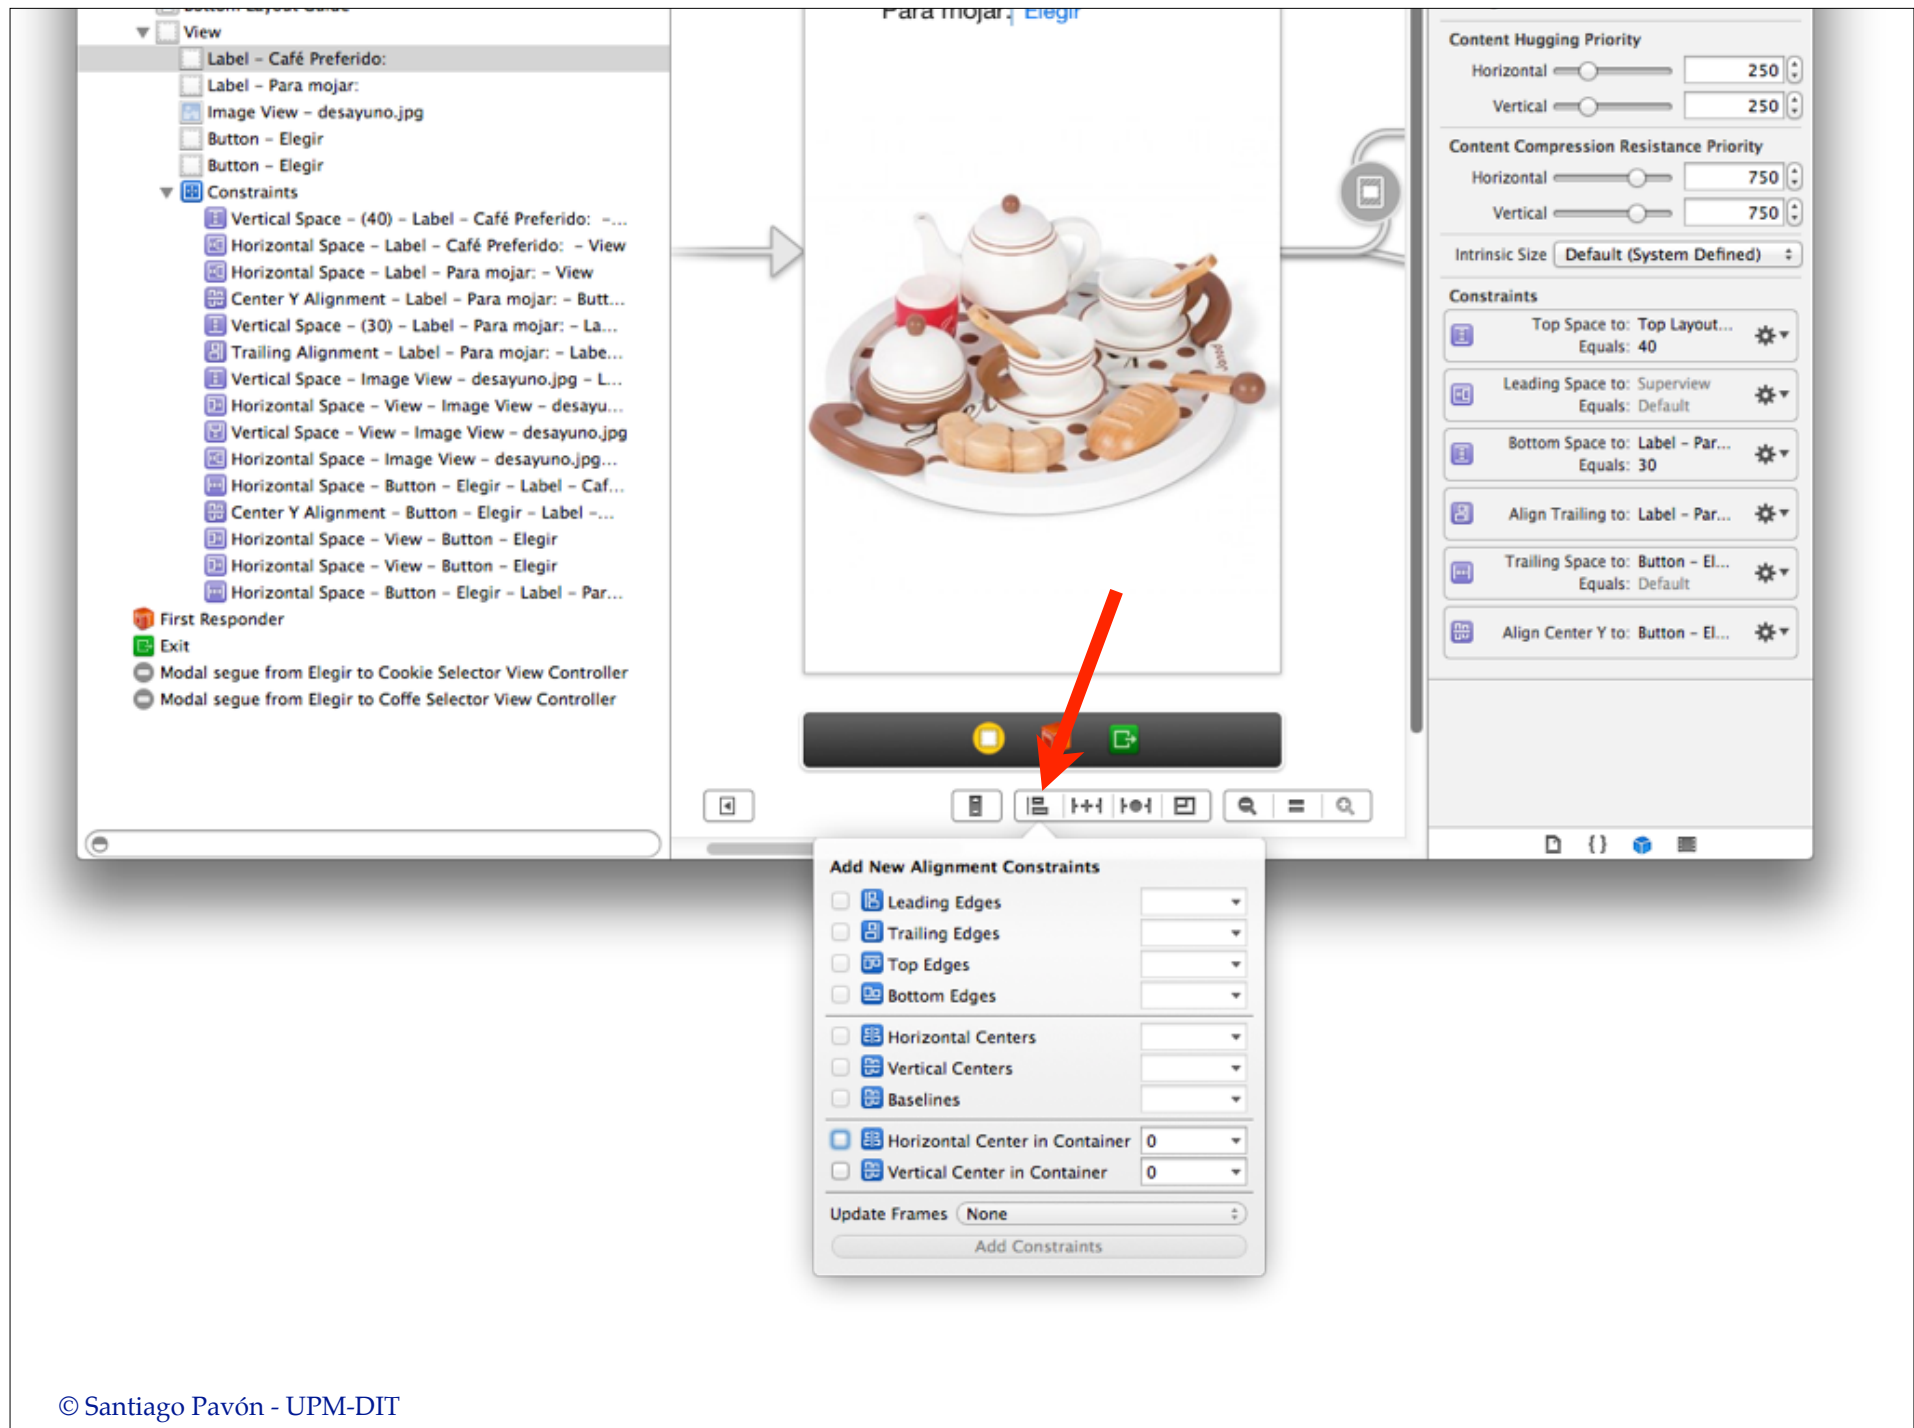 Bottom Layout Guide
View
Label – Café Preferido:
Label – Para mojar:
Image View – desayuno.jpg
Button – Elegir
Button – Elegir
Constraints
Vertical Space – (40) – Label – Café Preferido: –...
Horizontal Space – Label – Café Preferido: – View
Horizontal Space – Label – Para mojar: – View
Center Y Alignment – Label – Para mojar: – Butt...
Vertical Space – (30) – Label – Para mojar: – La...
Trailing Alignment – Label – Para mojar: – Labe...
Vertical Space – Image View – desayuno.jpg – L...
Horizontal Space – View – Image View – desayu...
Vertical Space – View – Image View – desayuno.jpg
Horizontal Space – Image View – desayuno.jpg...
Horizontal Space – Button – Elegir – Label – Caf...
Center Y Alignment – Button – Elegir – Label –...
Horizontal Space – View – Button – Elegir
Horizontal Space – View – Button – Elegir
Horizontal Space – Button – Elegir – Label – Par...
First Responder
Exit
Modal segue from Elegir to Cookie Selector View Controller
Modal segue from Elegir to Coffe Selector View Controller
Para mojar: Elegir
Janod
Content Hugging Priority
Horizontal 250
Vertical 250
Content Compression Resistance Priority
Horizontal 750
Vertical 750
Intrinsic Size Default (System Defined)
Constraints
Top Space to: Top Layout...
Equals: 40
Leading Space to: Superview
Equals: Default
Bottom Space to: Label – Par...
Equals: 30
Align Trailing to: Label – Par...
Trailing Space to: Button – El...
Equals: Default
Align Center Y to: Button – El...
Add New Alignment Constraints
Leading Edges
Trailing Edges
Top Edges
Bottom Edges
Horizontal Centers
Vertical Centers
Baselines
Horizontal Center in Container 0
Vertical Center in Container 0
Update Frames None
Add Constraints
© Santiago Pavón - UPM-DIT